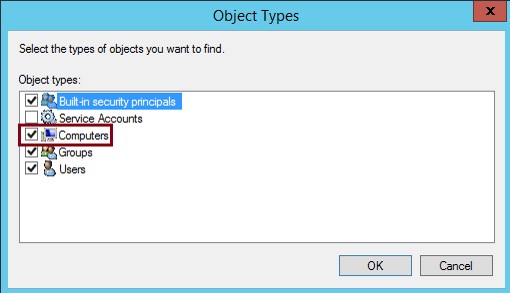 Object Types
x
Select the types of objects you want to find.
Object types:
Built-in security principals
Service Accounts
Computers
Groups
Users
OK
Cancel